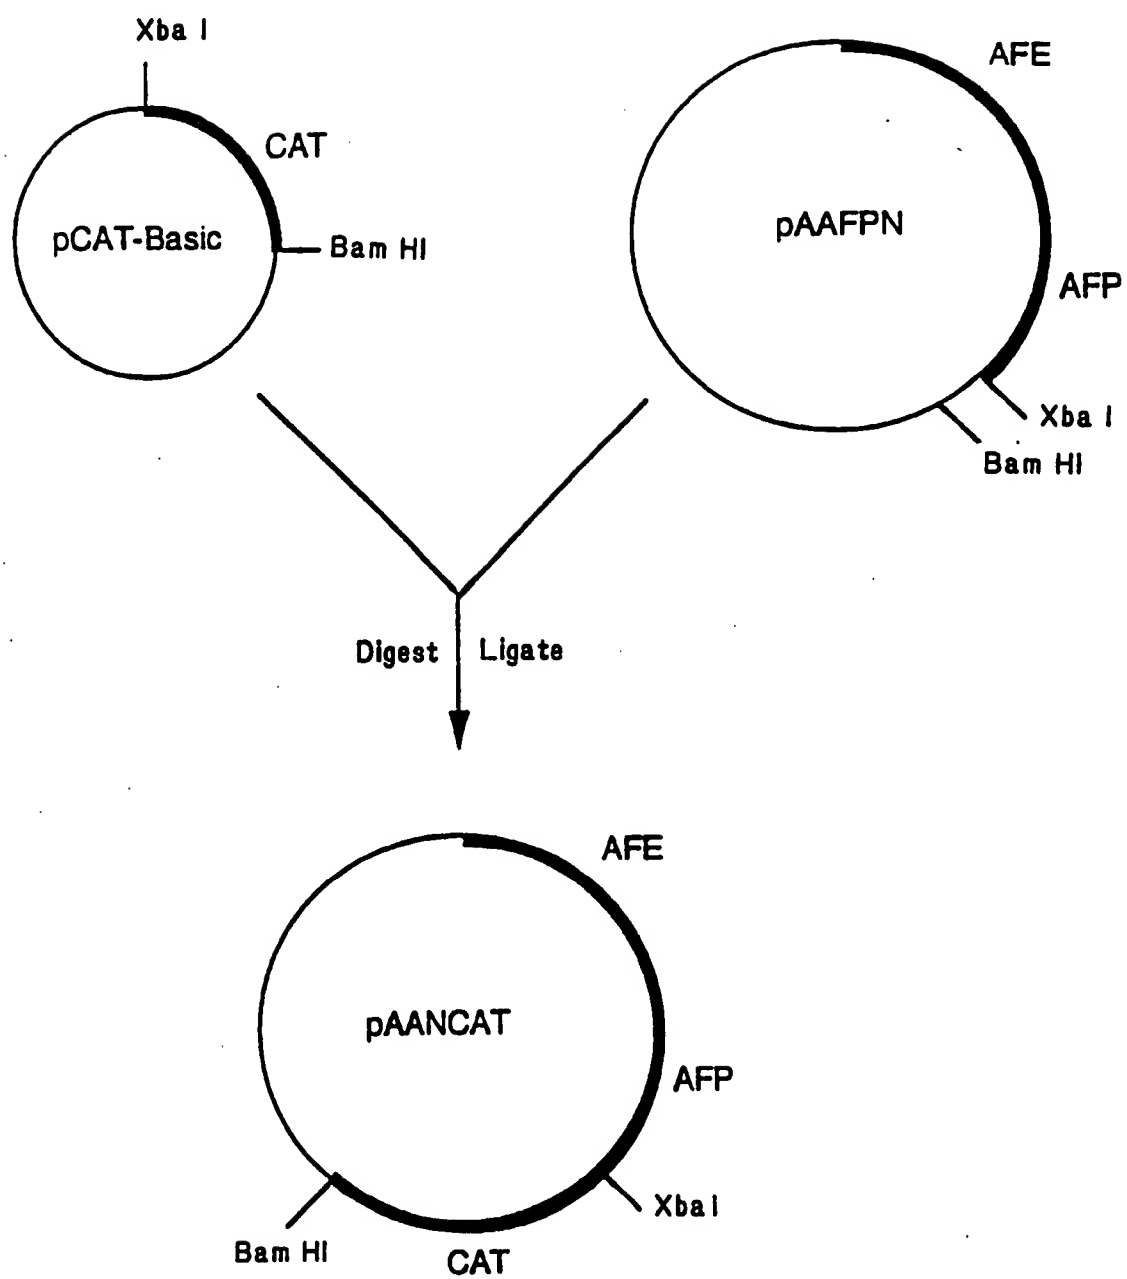 Xba I
CAT
pCAT-Basic
Bam HI
AFE
pAAFPN
AFP
Xba I
Bam HI
Digest Ligate
AFE
pAANCAT
AFP
Xba I
Bam HI
CAT